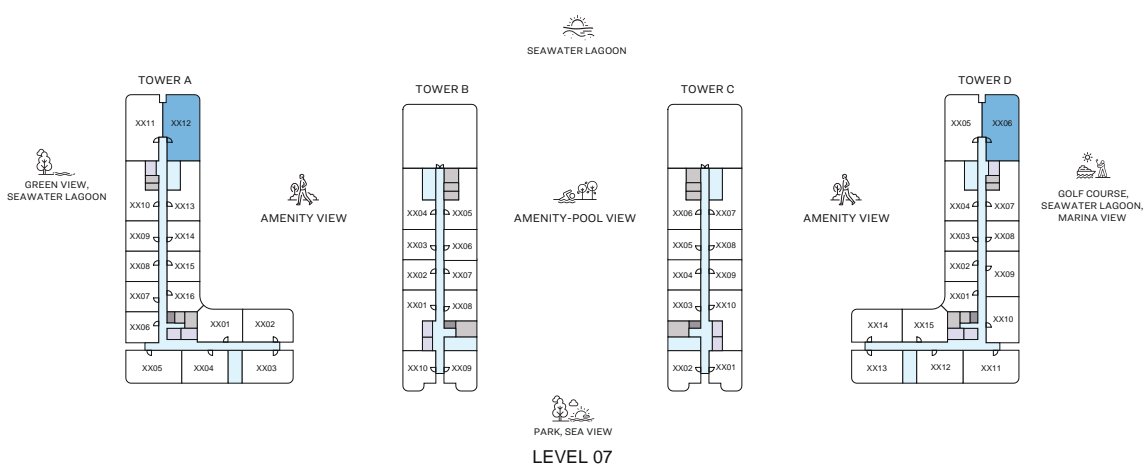 SEAWATER LAGOON
TOWER A
TOWER B
TOWER C
TOWER D
XX11
XX12
XX10
XX13
XX09
XX14
XX08
XX15
XX07
XX16
XX06
XX01
XX02
XX05
XX04
XX03
GREEN VIEW,
SEAWATER LAGOON
AMENITY VIEW
XX04
XX05
XX03
XX06
XX02
XX07
XX01
XX08
XX10
XX09
AMENITY-POOL VIEW
XX06
XX07
XX05
XX08
XX04
XX09
XX03
XX10
XX02
XX01
AMENITY VIEW
XX05
XX06
XX04
XX07
XX03
XX08
XX02
XX09
XX01
XX10
XX14
XX15
XX13
XX12
XX11
GOLF COURSE,
SEAWATER LAGOON,
MARINA VIEW
PARK, SEA VIEW
LEVEL 07